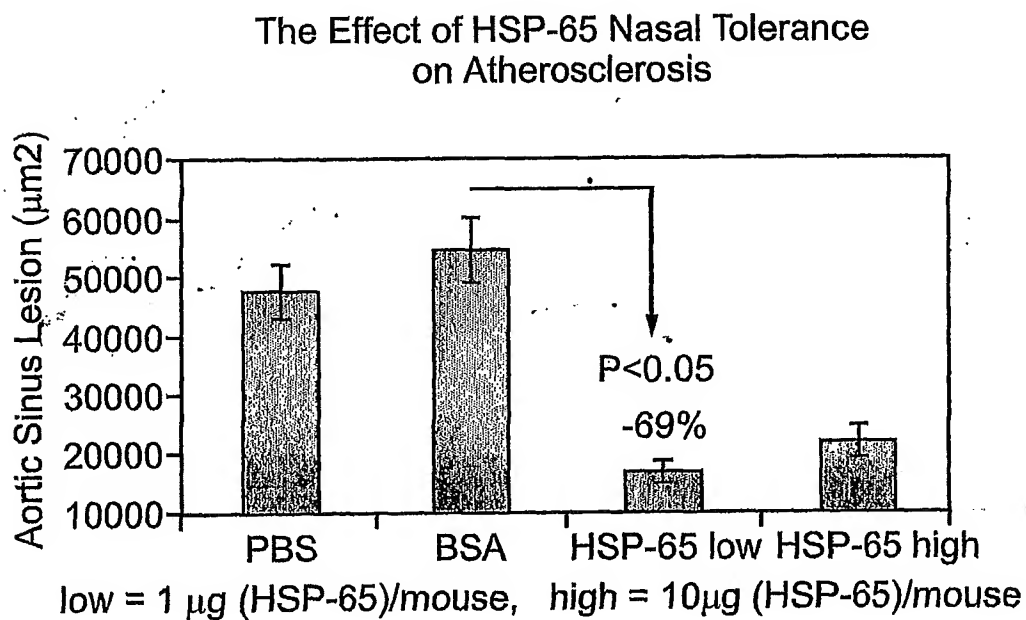 The Effect of HSP-65 Nasal Tolerance
on Atherosclerosis
Aortic Sinus Lesion (µm2)
70000
60000
50000
40000
30000
20000
10000
P<0.05
-69%
PBS BSA HSP-65 low HSP-65 high
low = 1 µg (HSP-65)/mouse, high = 10µg (HSP-65)/mouse